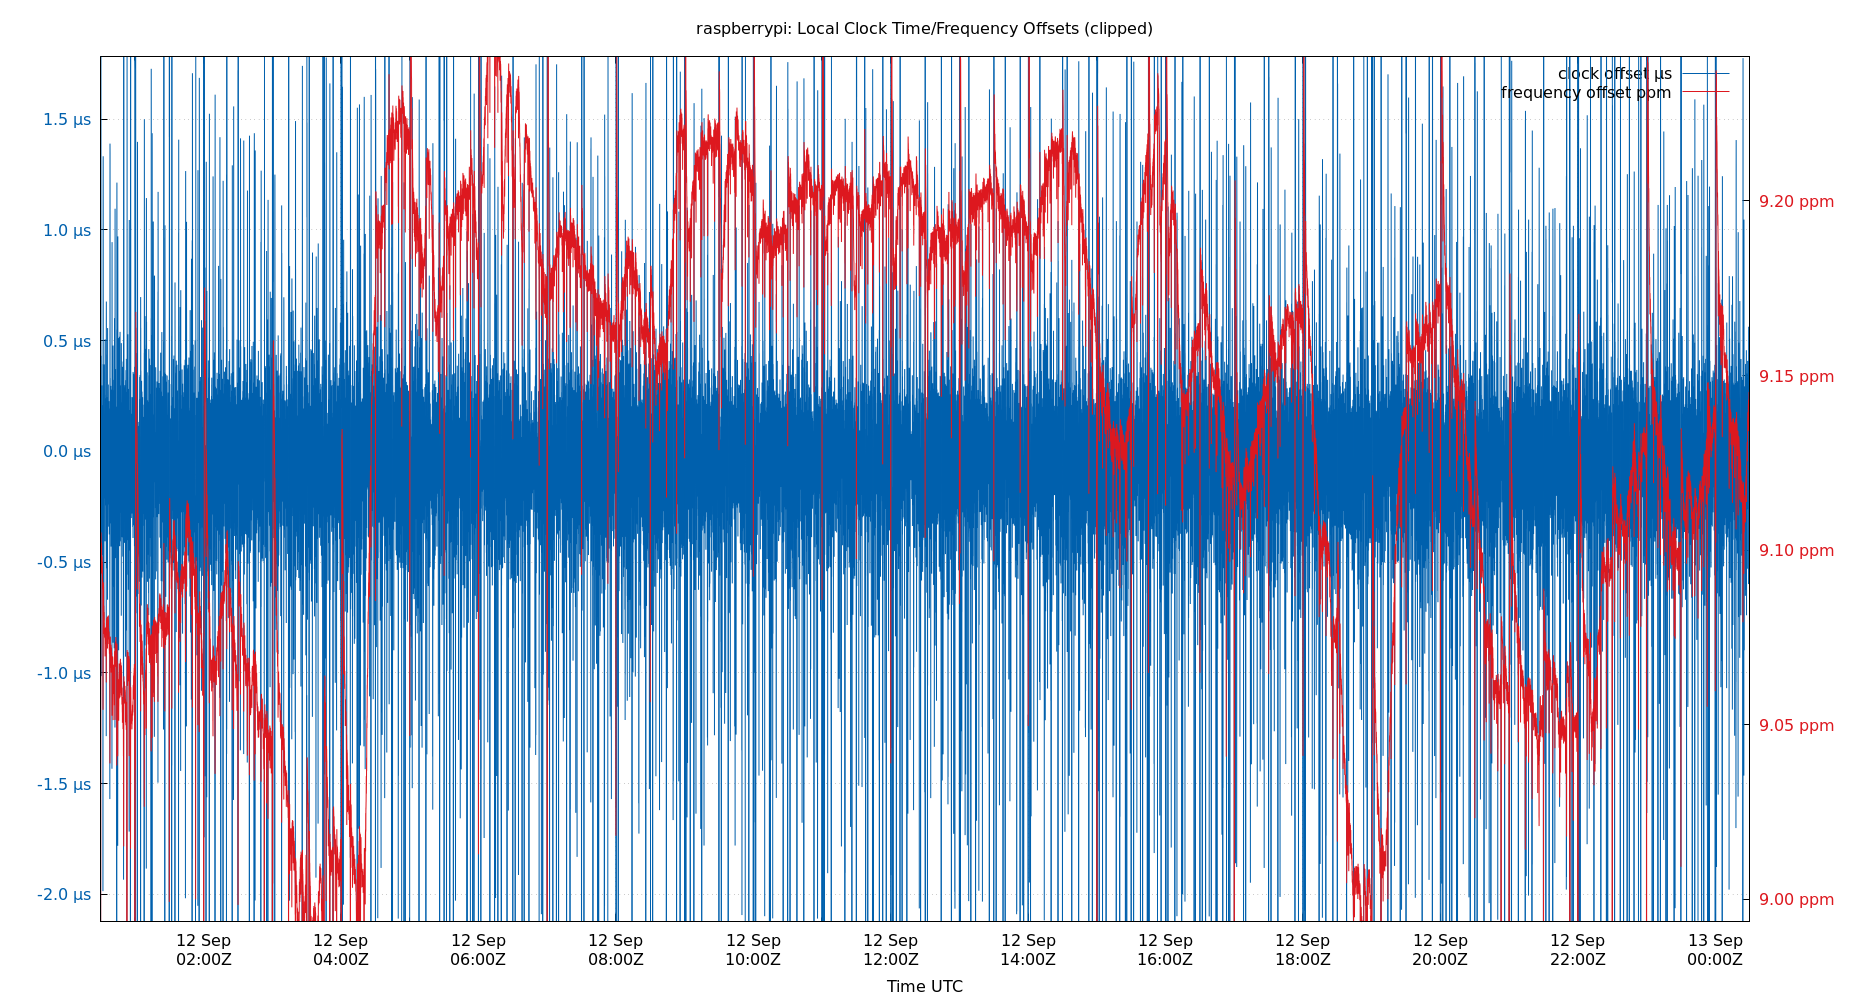 raspberrypi: Local Clock Time/Frequency Offsets (clipped)
clock offset µs
frequency offset ppm
1.5 µs
1.0 µs
0.5 µs
0.0 µs
-0.5 µs
-1.0 µs
-1.5 µs
-2.0 µs
9.20 ppm
9.15 ppm
9.10 ppm
9.05 ppm
9.00 ppm
12 Sep 12 Sep 12 Sep 12 Sep 12 Sep 12 Sep 12 Sep 12 Sep 12 Sep 12 Sep 12 Sep 13 Sep
02:00Z 04:00Z 06:00Z 08:00Z 10:00Z 12:00Z 14:00Z 16:00Z 18:00Z 20:00Z 22:00Z 00:00Z
Time UTC